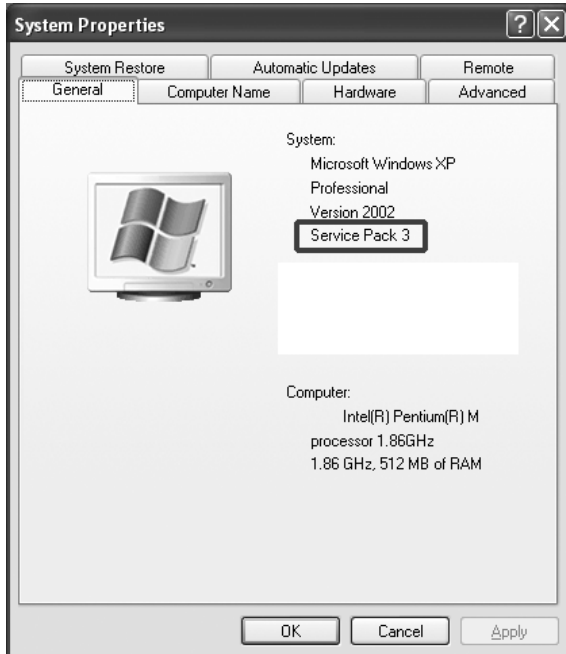 System Properties
System Restore Automatic Updates Remote
General Computer Name Hardware Advanced
System:
Microsoft Windows XP
Professional
Version 2002
Service Pack 3
Computer:
Intel(R) Pentium(R) M
processor 1.86GHz
1.86 GHz, 512 MB of RAM
OK Cancel Apply